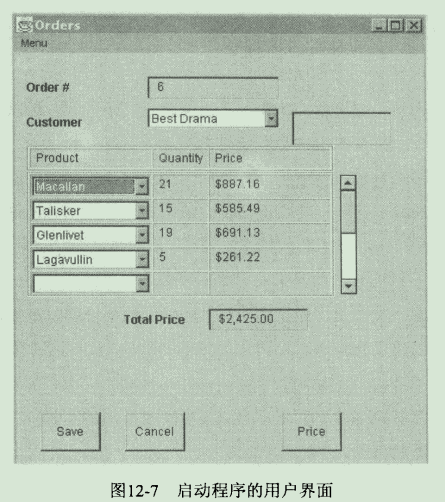 Orders
Menu
Order # 6
Customer Best Drama
Product Quantity Price
Macallan 21 $887.16
Talisker 15 $585.49
Glenlivet 19 $691.13
Lagavullin 5 $261.22
Total Price $2,425.00
Save Cancel Price
图12-7 启动程序的用户界面